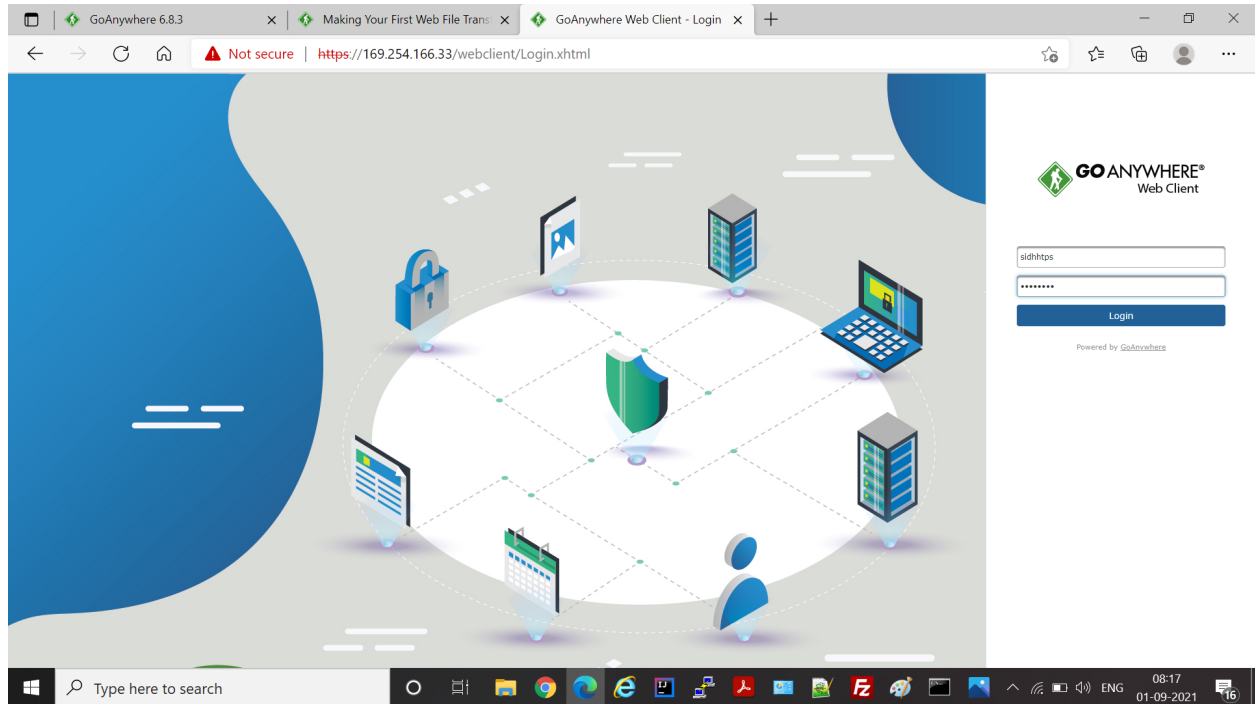 GoAnywhere 6.8.3
Making Your First Web File Trans
GoAnywhere Web Client - Login
Not secure | https://169.254.166.33/webclient/Login.xhtml
GO ANYWHERE®
Web Client
sidhhtps
••••••••
Login
Powered by GoAnywhere
Type here to search
ENG
08:17
01-09-2021
16